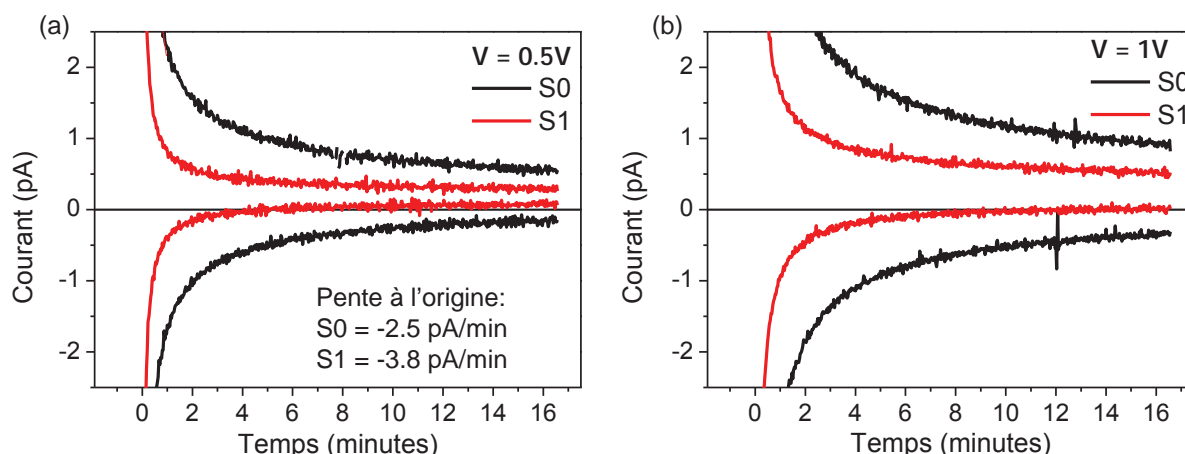 (a)
V = 0.5V
S0
S1
2
1
0
-1
-2
Courant (pA)
Pente à l'origine:
S0 = -2.5 pA/min
S1 = -3.8 pA/min
0 2 4 6 8 10 12 14 16
Temps (minutes)
(b)
V = 1V
S0
S1
2
1
0
-1
-2
Courant (pA)
0 2 4 6 8 10 12 14 16
Temps (minutes)